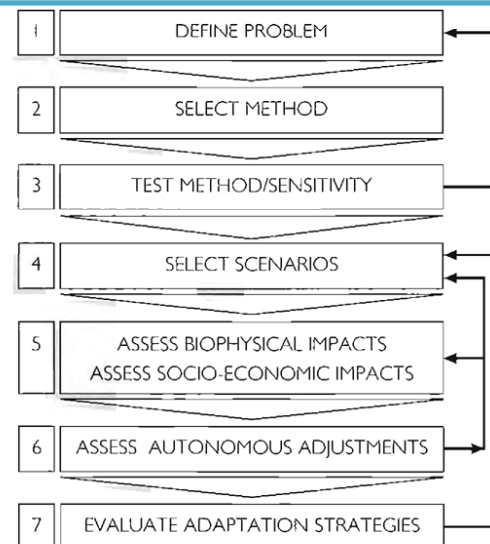 1 DEFINE PROBLEM
2 SELECT METHOD
3 TEST METHOD/SENSITIVITY
4 SELECT SCENARIOS
5 ASSESS BIOPHYSICAL IMPACTS
ASSESS SOCIO-ECONOMIC IMPACTS
6 ASSESS AUTONOMOUS ADJUSTMENTS
7 EVALUATE ADAPTATION STRATEGIES